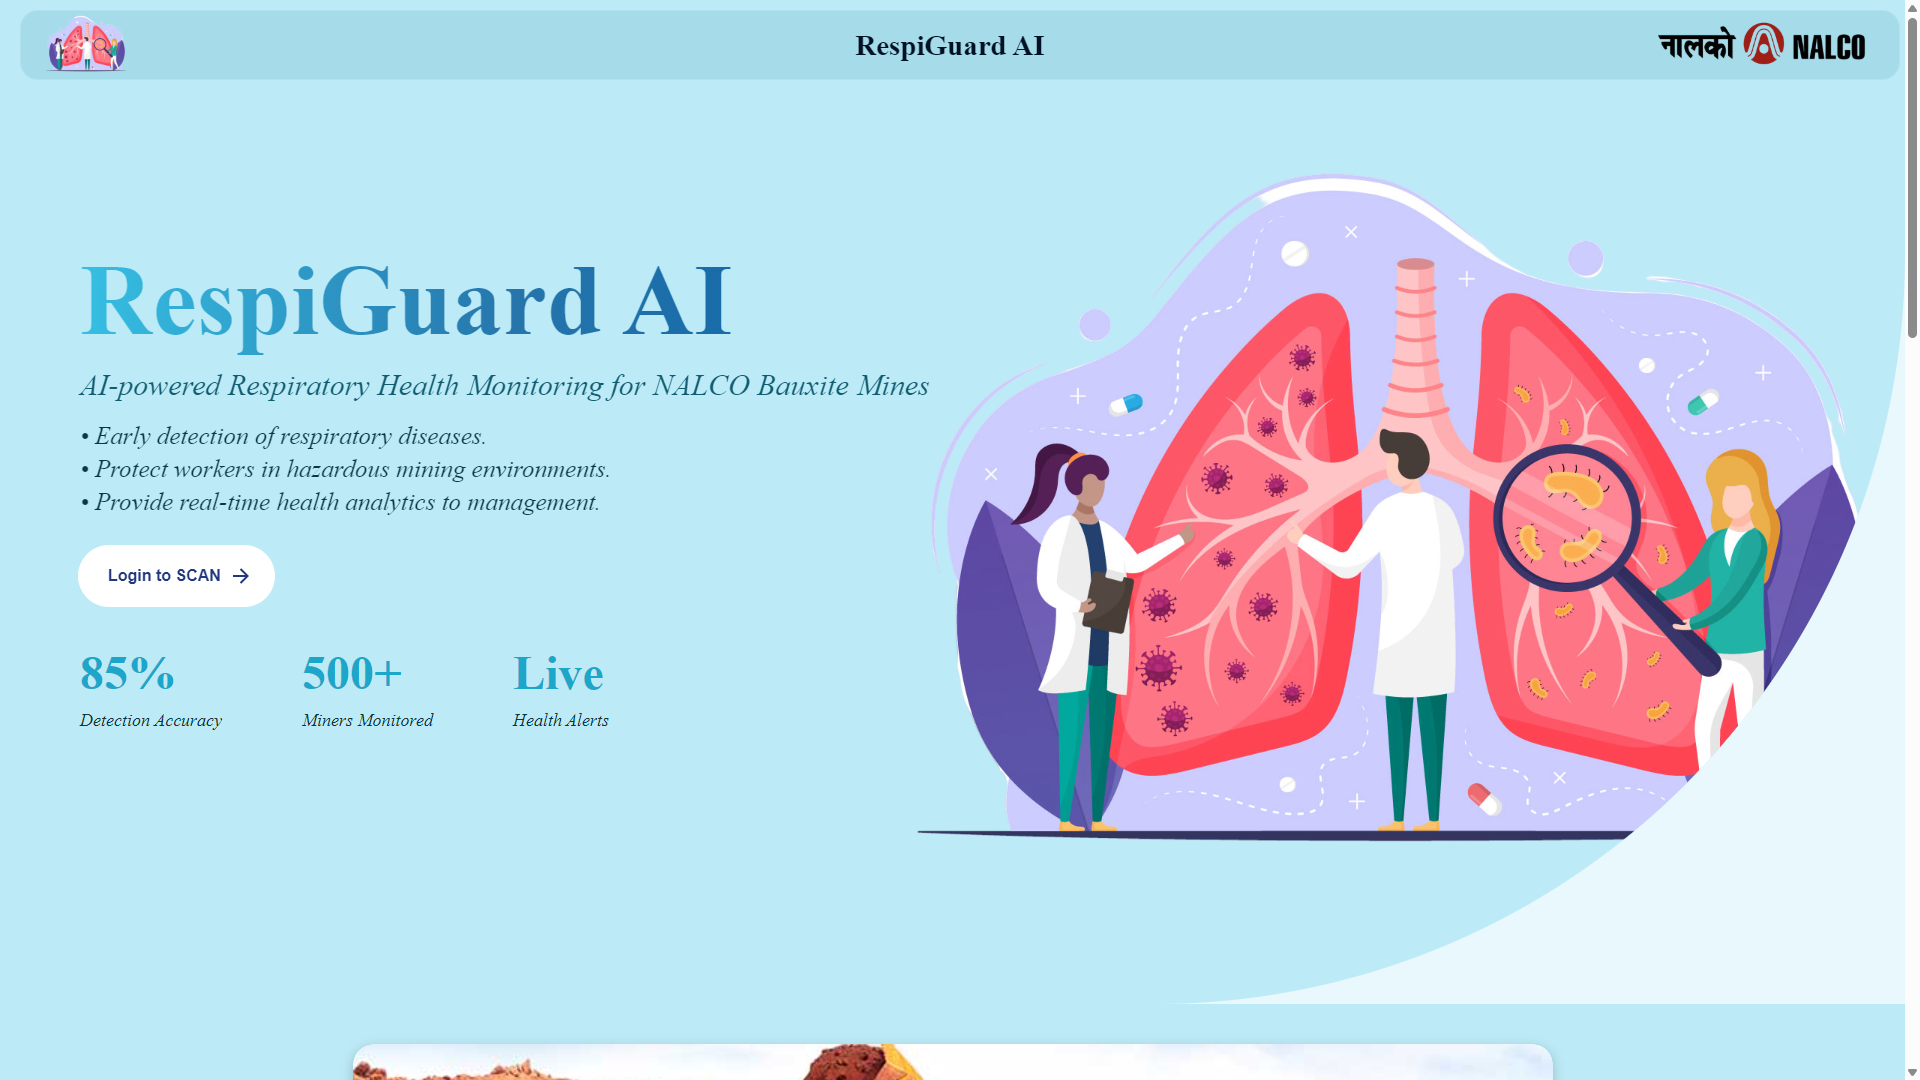 RespiGuard AI
नालको NALCO
RespiGuard AI
AI-powered Respiratory Health Monitoring for NALCO Bauxite Mines
• Early detection of respiratory diseases.
• Protect workers in hazardous mining environments.
• Provide real-time health analytics to management.
Login to SCAN →
85% 500+ Live
Detection Accuracy Miners Monitored Health Alerts